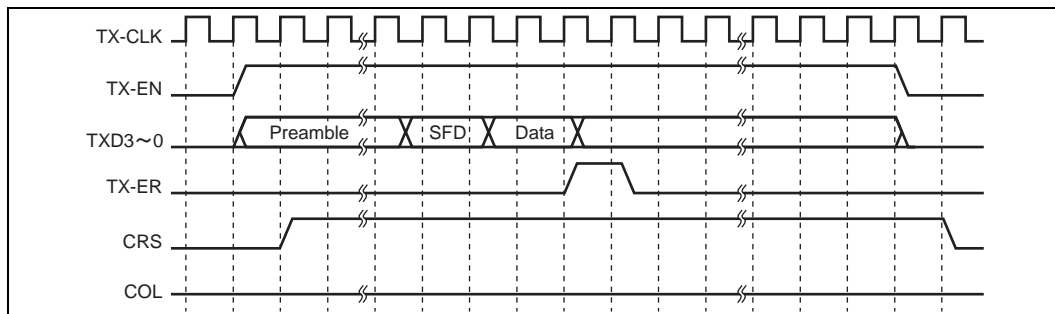 TX-CLK
TX-EN
TXD3～0
Preamble
SFD
Data
TX-ER
CRS
COL